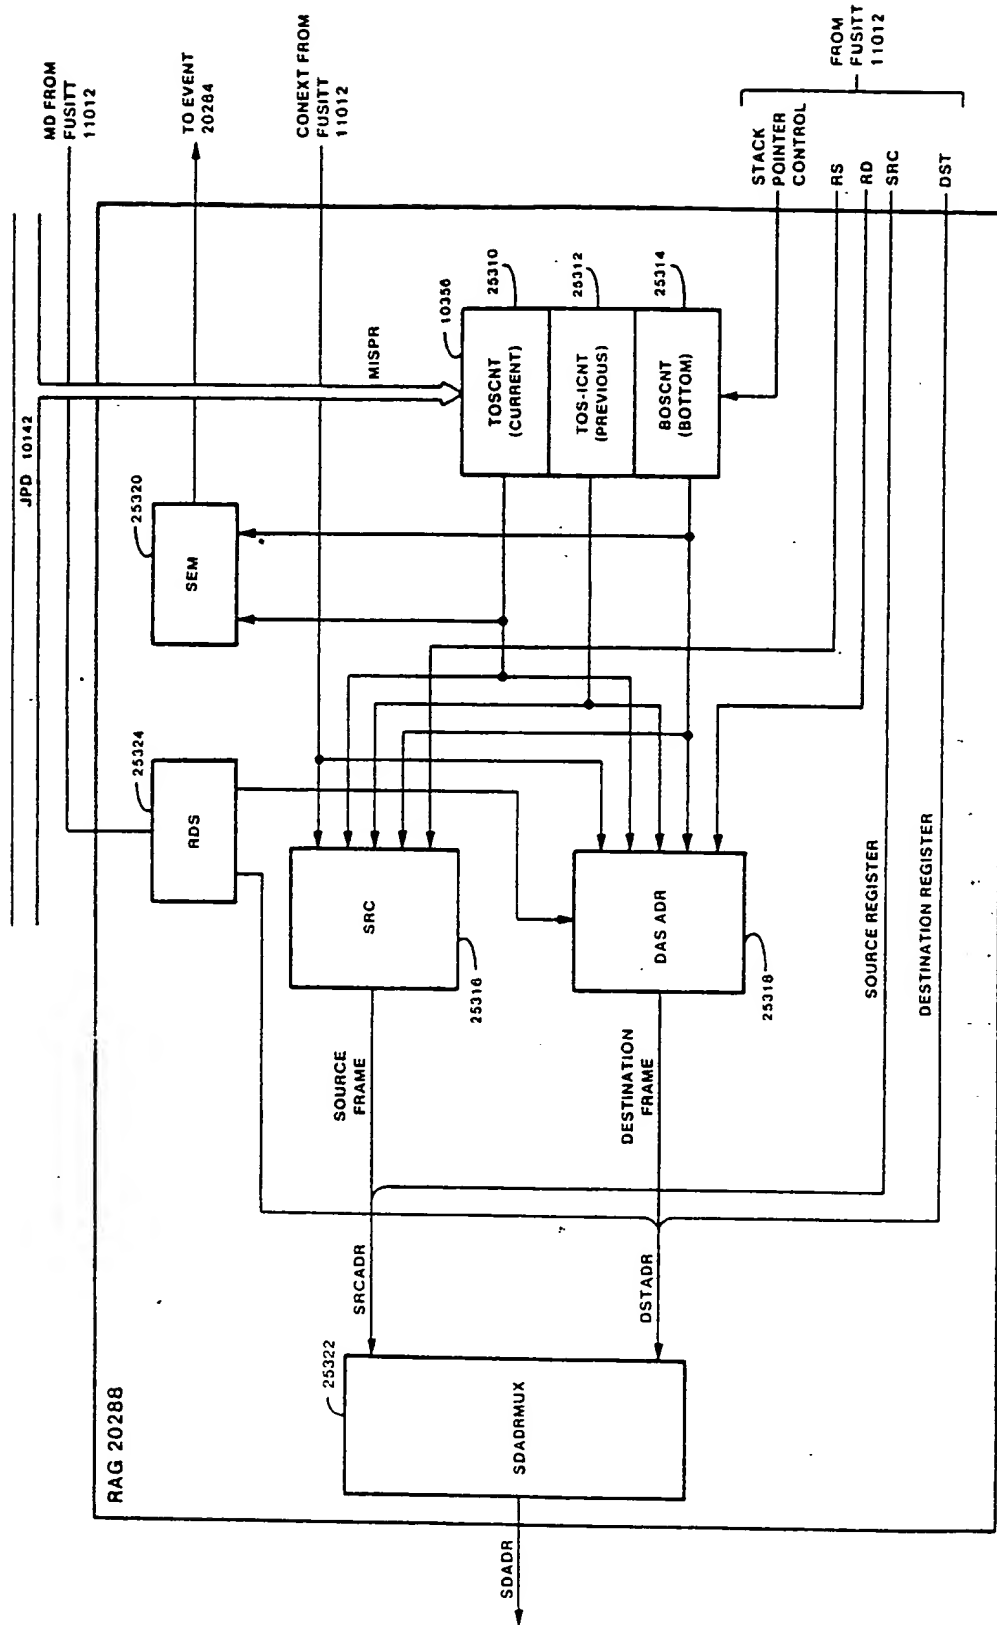 RAG 20288
JPD 10142
MD FROM
FUSITT
11012
TO EVENT
20284
CONEXT FROM
FUSITT
11012
FROM
FUSITT
11012
STACK
POINTER
CONTROL
RS
RD
SRC
DST
25324
RDS
25320
SEM
MISPR
10356
25310
25312
25314
TOSCNT
(CURRENT)
TOS-ICNT
(PREVIOUS)
BOSCNT
(BOTTOM)
SRC
25316
DAS ADR
25318
SOURCE
FRAME
DESTINATION
FRAME
SOURCE REGISTER
DESTINATION REGISTER
SRCADR
DSTADR
25322
SDADRMUX
SDADR